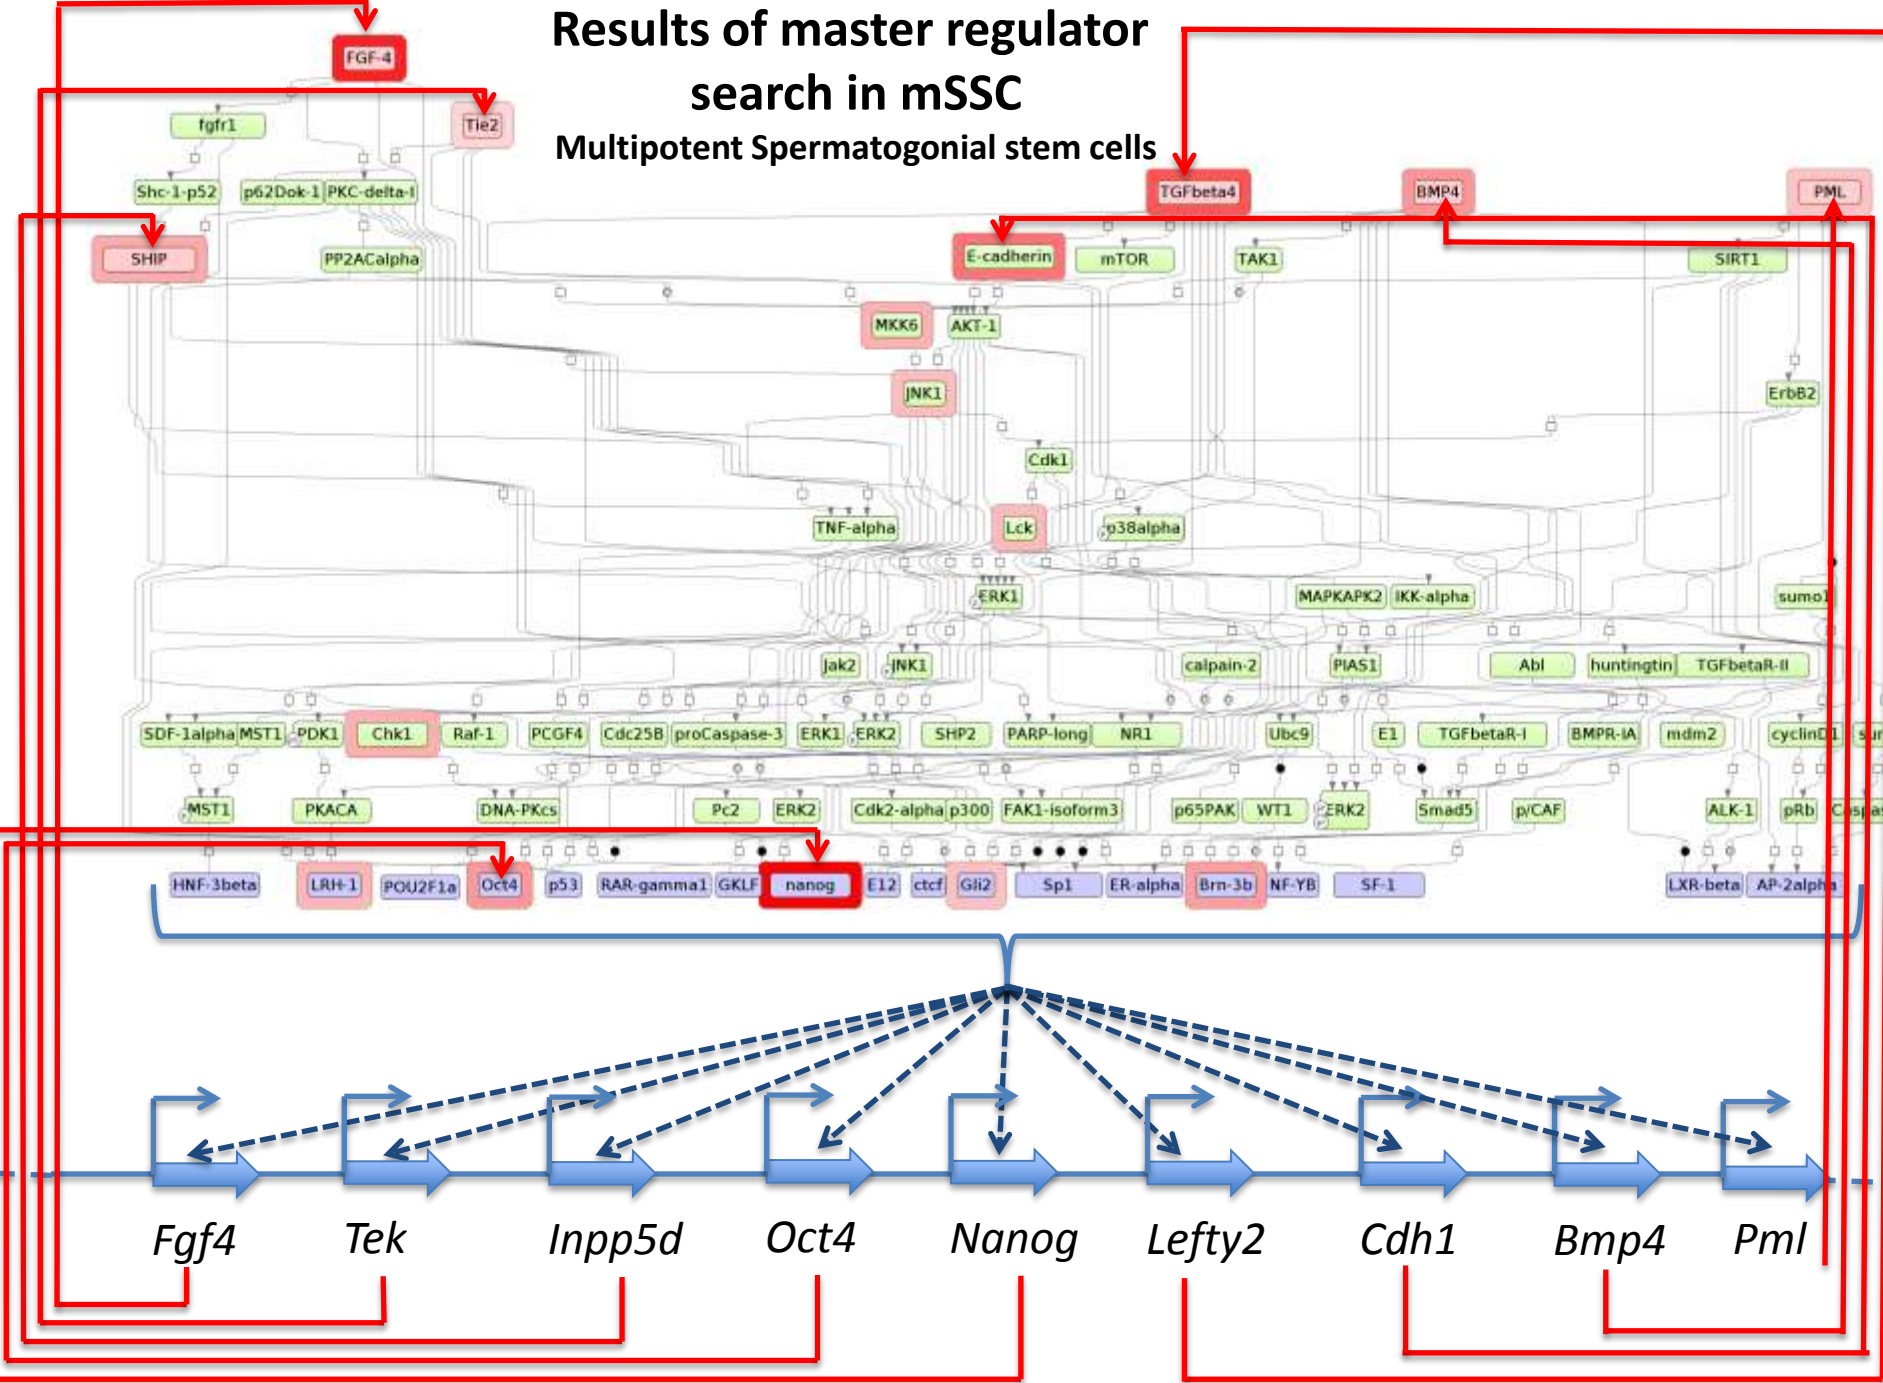 Results of master regulator
search in mSSC
Multipotent Spermatogonial stem cells
FGF-4
fgfr1
Tie2
Shc-1-p52 p62Dok-1 PKC-delta-I TGFbeta4 BMP4 PML
SHIP PP2ACalpha E-cadherin mTOR TAK1 SIRT1
MKK6 AKT-1
JNK1 ErbB2
Cdk1
TNF-alpha Lck p38alpha
ERK1 MAPKAPK2 IKK-alpha sumo1
Jak2 JNK1 calpain-2 PIAS1 Abl huntingtin TGFbetaR-II
SDF-1alpha MST1 PDK1 Chk1 Raf-1 PCGF4 Cdc25B proCaspase-3 ERK1 ERK2 SHP2 PARP-long NR1 Ubc9 E1 TGFbetaR-I BMPR-IA mdm2 cyclinD1
MST1 PKACA DNA-PKcs Pc2 ERK2 Cdk2-alpha p300 FAK1-isoform3 p65PAK WT1 ERK2 Smad5 p/CAF ALK-1 pRb
HNF-3beta LRH-1 POU2F1a Oct4 p53 RAR-gamma1 GKLF nanog E12 ctcf Gli2 Sp1 ER-alpha Brn-3b NF-YB SF-1 LXR-beta AP-2alpha
Fgf4 Tek Inpp5d Oct4 Nanog Lefty2 Cdh1 Bmp4 Pml